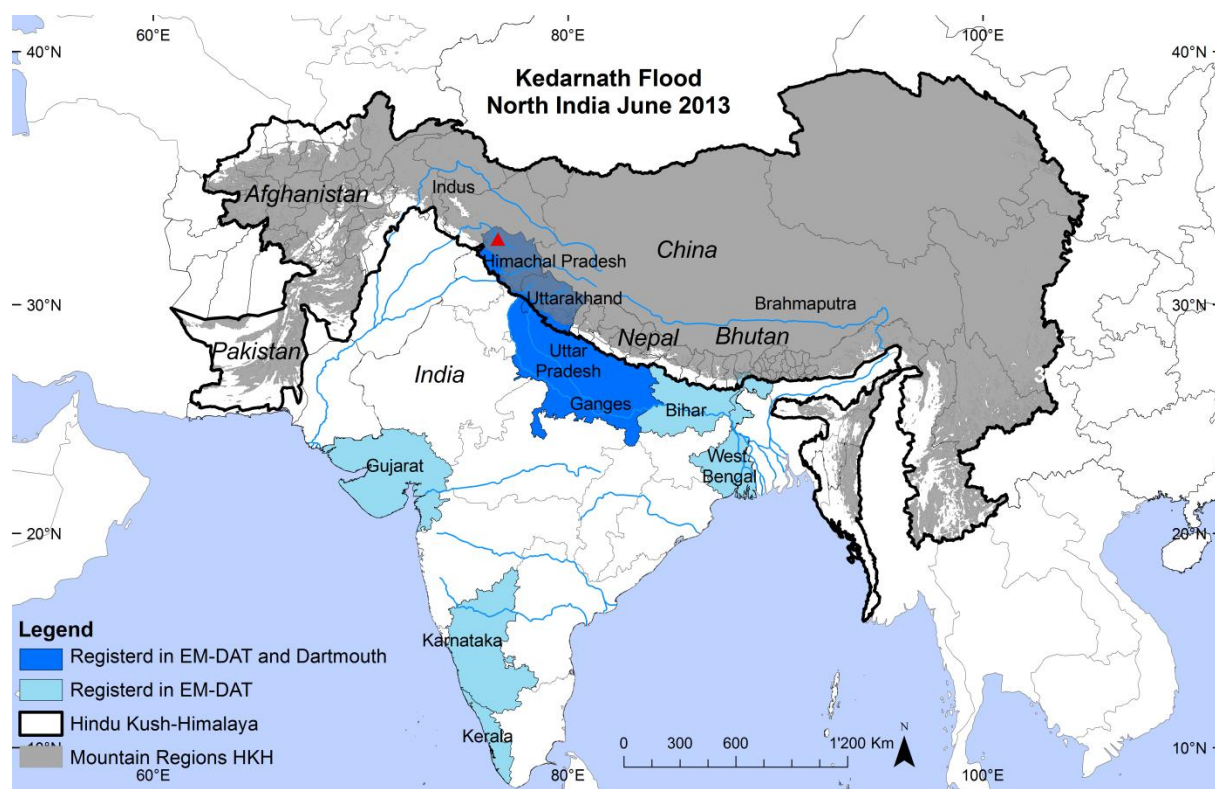 60°E
80°E
100°E
40°N
40°N
Kedarnath Flood
North India June 2013
Afghanistan
Indus
China
Himachal Pradesh
30°N
Uttarakhand
Brahmaputra
30°N
Nepal
Bhutan
Pakistan
Uttar
Pradesh
India
Ganges
Bihar
Gujarat
West
Bengal
20°N
20°N
Legend
Karnataka
Registerd in EM-DAT and Dartmouth
Registerd in EM-DAT
Hindu Kush-Himalaya
Kerala
N
0 300 600 1200 Km
10°N
10°N
Mountain Regions HKH
60°E
80°E
100°E